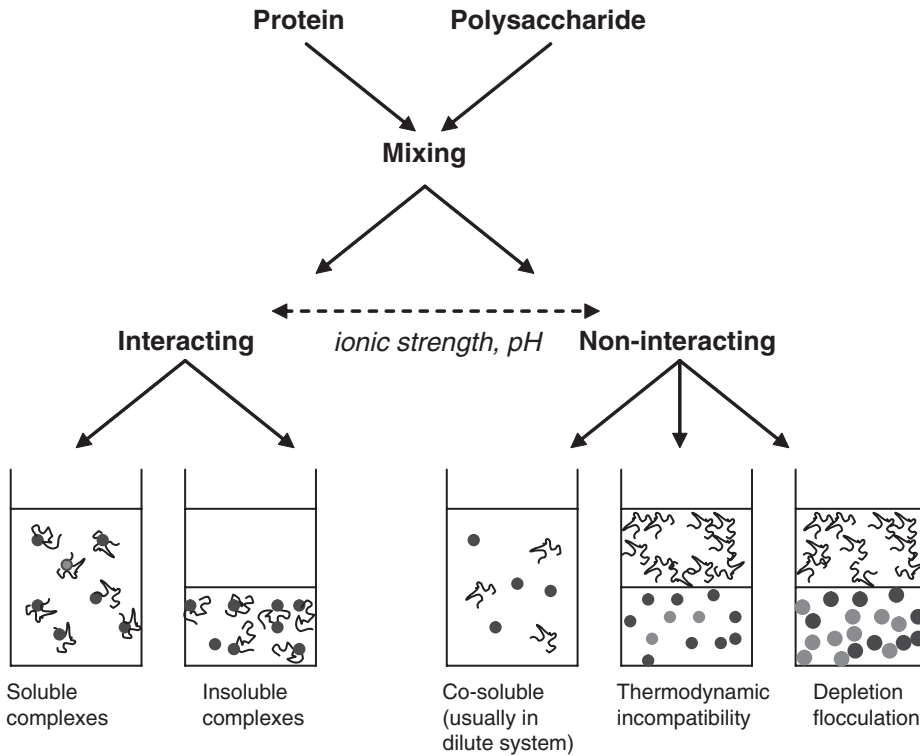 Protein
Polysaccharide
Mixing
Interacting
ionic strength, pH
Non-interacting
Soluble
complexes
Insoluble
complexes
Co-soluble
(usually in
dilute system)
Thermodynamic
incompatibility
Depletion
flocculation